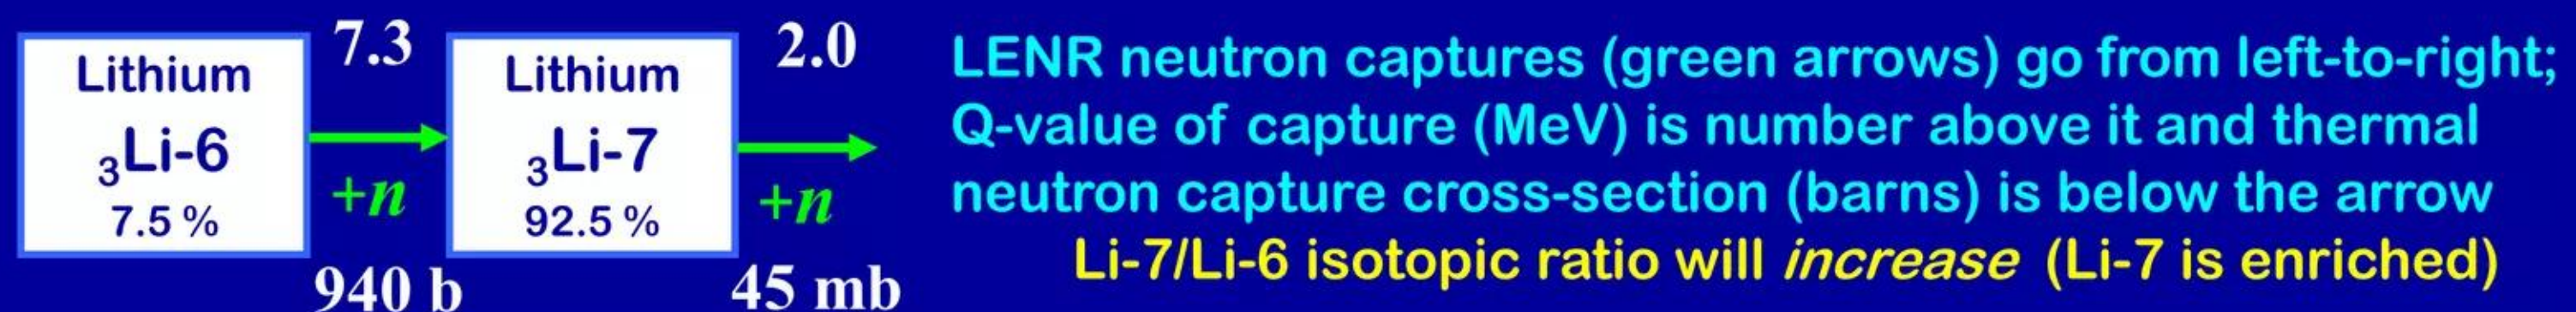 Lithium
₃Li-6
7.5 %
7.3
+n
940 b
Lithium
₃Li-7
92.5 %
2.0
+n
45 mb
LENR neutron captures (green arrows) go from left-to-right;
Q-value of capture (MeV) is number above it and thermal
neutron capture cross-section (barns) is below the arrow
Li-7/Li-6 isotopic ratio will increase (Li-7 is enriched)